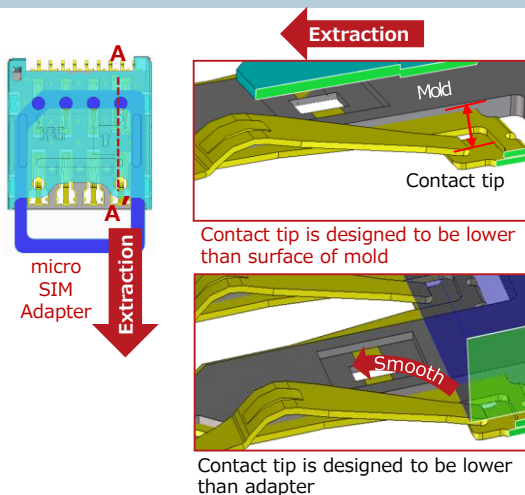 Extraction
A
Mold
Contact tip
A’
Contact tip is designed to be lower
than surface of mold
micro
SIM
Adapter
Extraction
Smooth
Contact tip is designed to be lower
than adapter